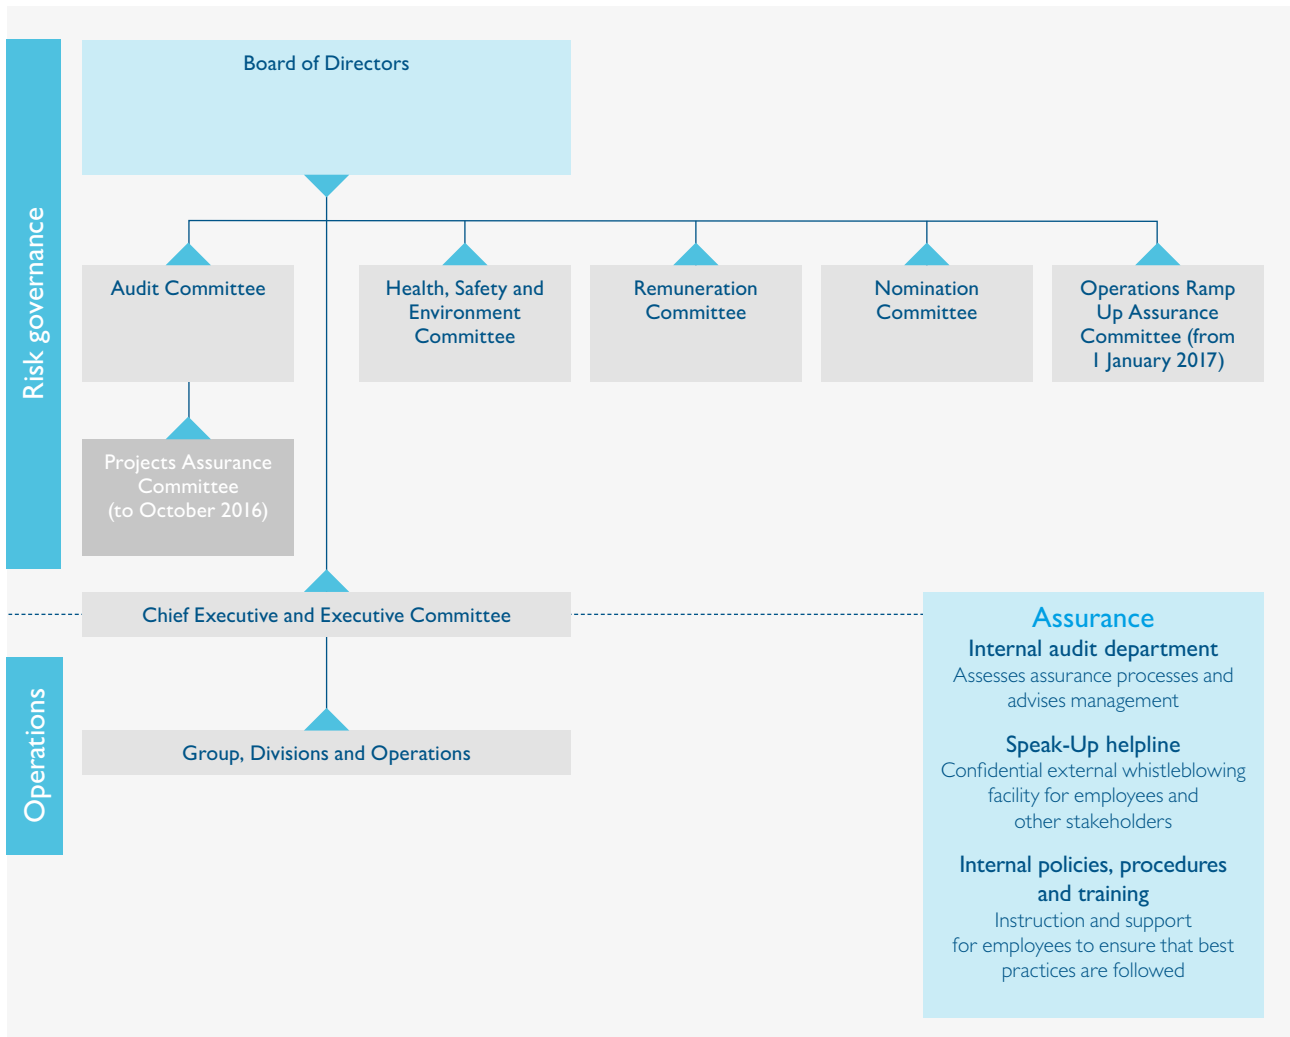 Risk governance
Board of Directors
Audit Committee
Health, Safety and
Environment
Committee
Remuneration
Committee
Nomination
Committee
Operations Ramp
Up Assurance
Committee (from
1 January 2017)
Projects Assurance
Committee
(to October 2016)
Chief Executive and Executive Committee
Operations
Group, Divisions and Operations
Assurance
Internal audit department
Assesses assurance processes and
advises management
Speak-Up helpline
Confidential external whistleblowing
facility for employees and
other stakeholders
Internal policies, procedures
and training
Instruction and support
for employees to ensure that best
practices are followed